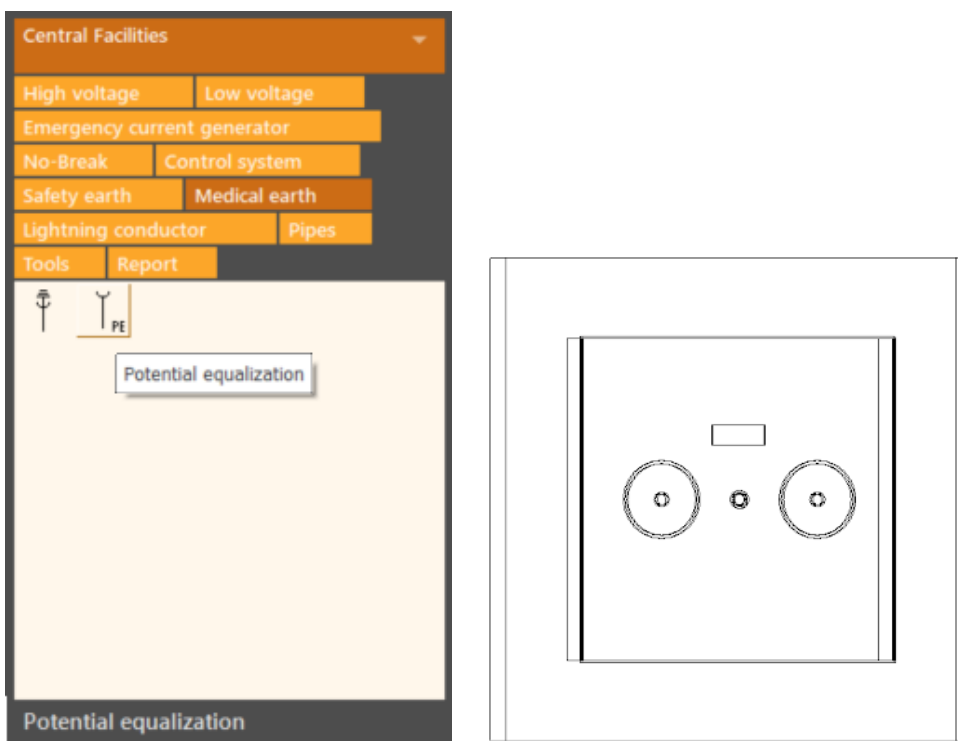 Central Facilities
High voltage Low voltage
Emergency current generator
No-Break Control system
Safety earth Medical earth
Lightning conductor Pipes
Tools Report
PE
Potential equalization
Potential equalization